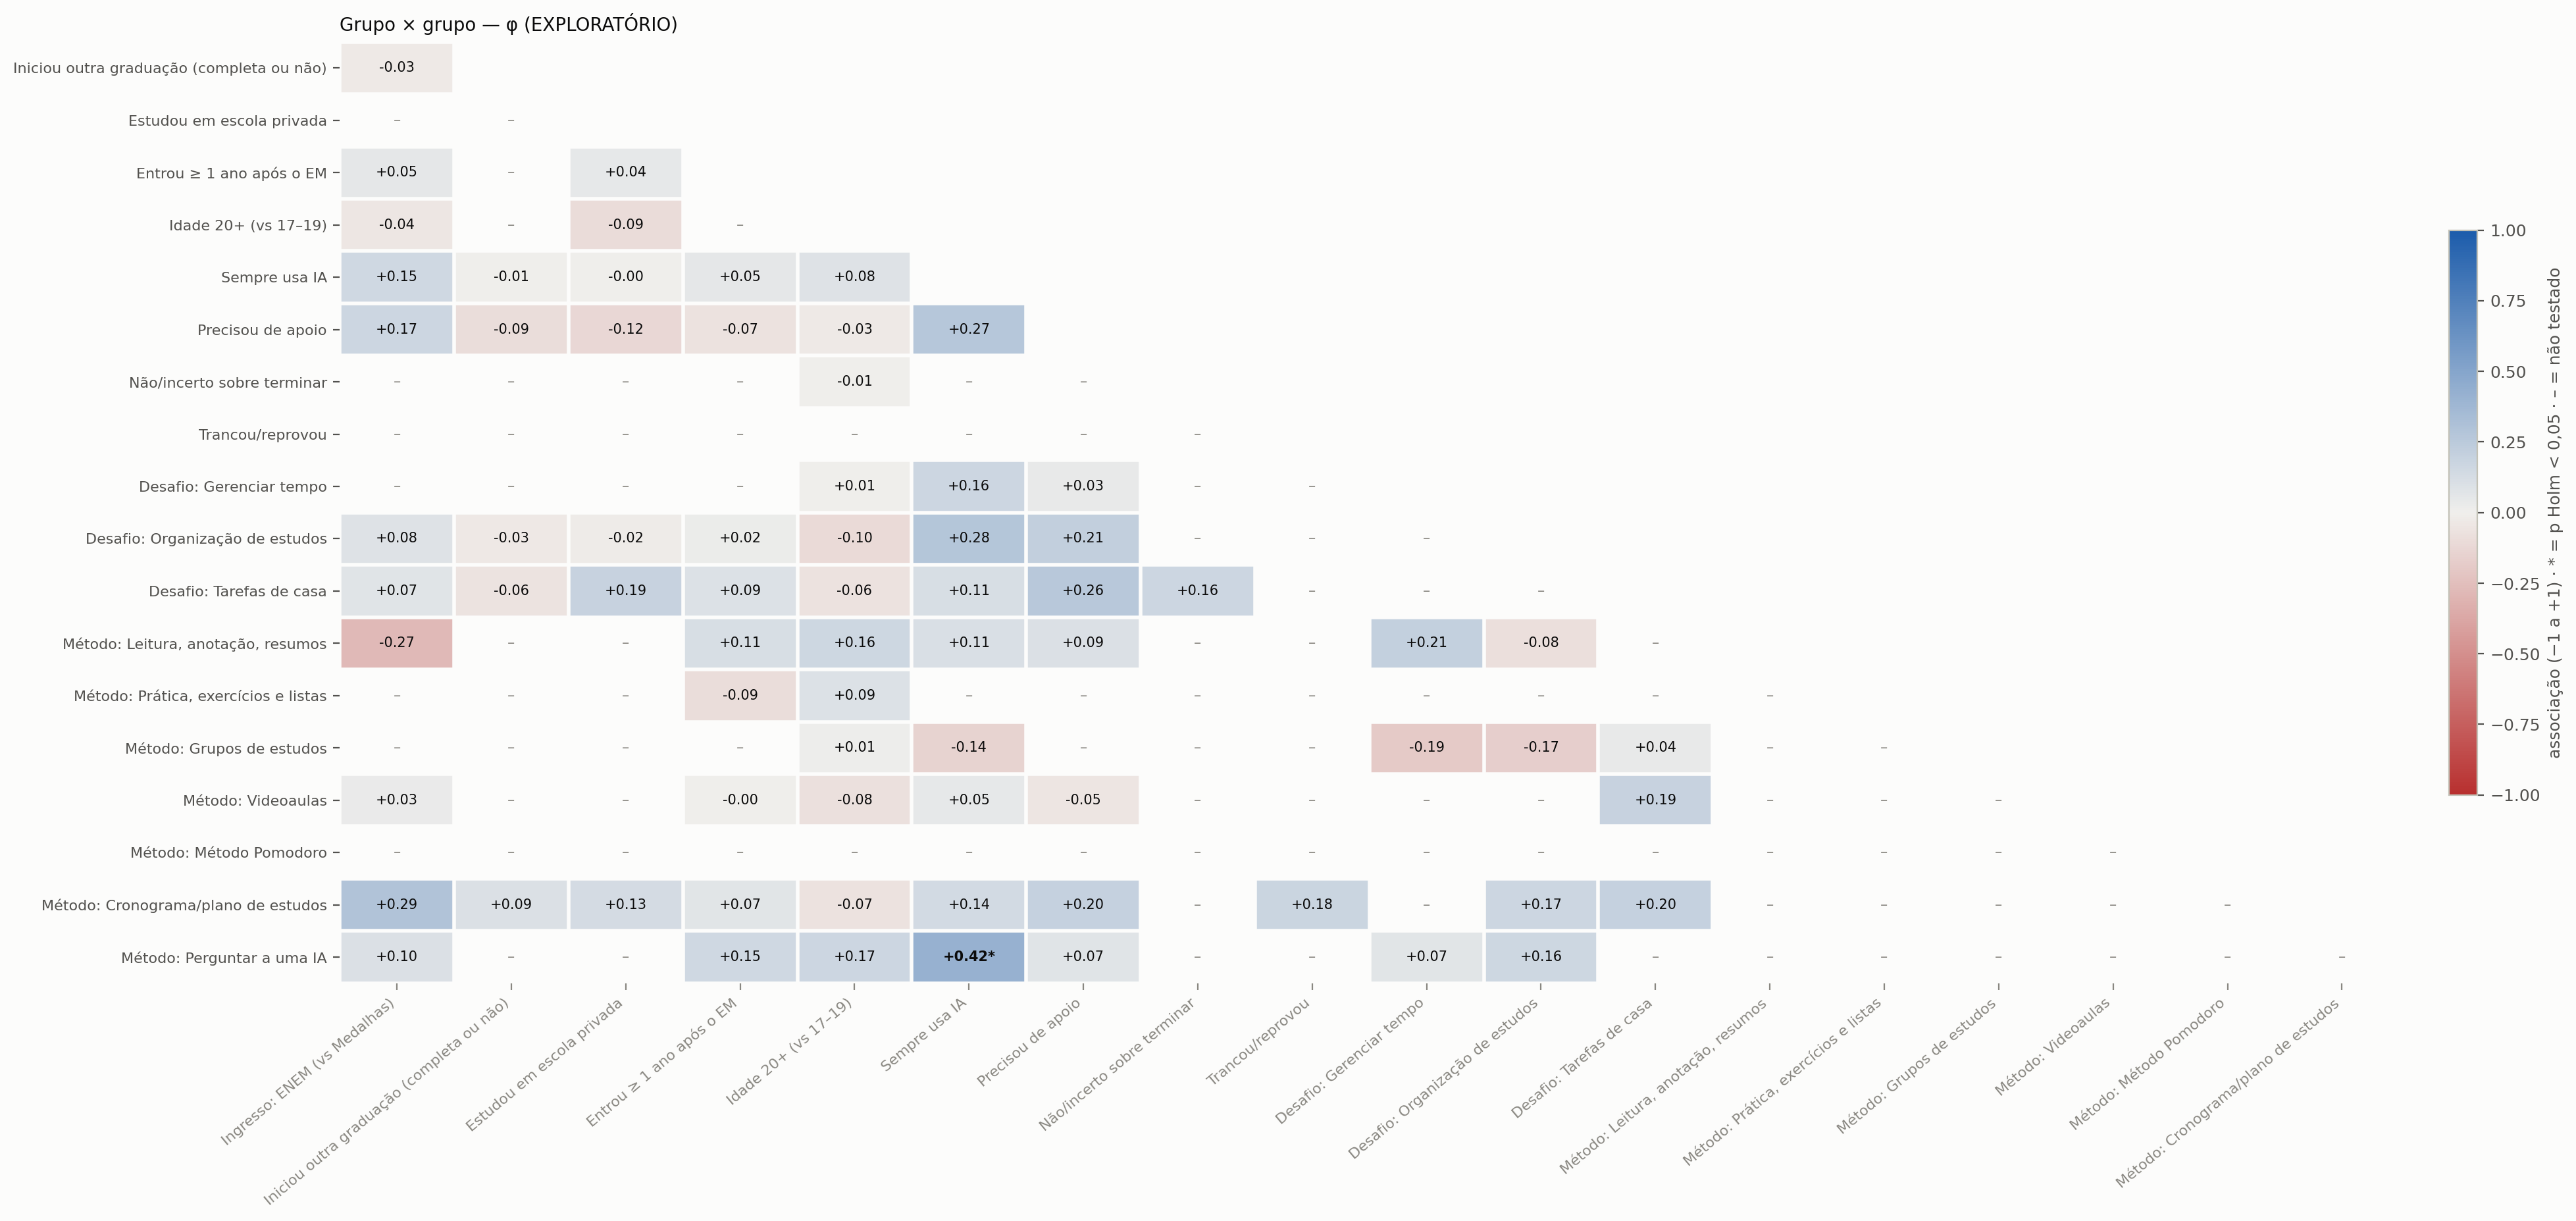 Grupo × grupo — φ (EXPLORATÓRIO)
Iniciou outra graduação (completa ou não) -0.03
Estudou em escola privada – –
Entrou ≥ 1 ano após o EM +0.05 – +0.04
Idade 20+ (vs 17–19) -0.04 – -0.09 –
Sempre usa IA +0.15 -0.01 -0.00 +0.05 +0.08
Precisou de apoio +0.17 -0.09 -0.12 -0.07 -0.03 +0.27
Não/incerto sobre terminar – – – – -0.01 – –
Trancou/reprovou – – – – – – – –
Desafio: Gerenciar tempo – – – – +0.01 +0.16 +0.03 – –
Desafio: Organização de estudos +0.08 -0.03 -0.02 +0.02 -0.10 +0.28 +0.21 – – –
Desafio: Tarefas de casa +0.07 -0.06 +0.19 +0.09 -0.06 +0.11 +0.26 +0.16 – – –
Método: Leitura, anotação, resumos -0.27 – – +0.11 +0.16 +0.11 +0.09 – – +0.21 -0.08 –
Método: Prática, exercícios e listas – – – -0.09 +0.09 – – – – – – – –
Método: Grupos de estudos – – – – +0.01 -0.14 – – – -0.19 -0.17 +0.04 – –
Método: Videoaulas +0.03 – – -0.00 -0.08 +0.05 -0.05 – – – – +0.19 – – –
Método: Método Pomodoro – – – – – – – – – – – – – – – –
Método: Cronograma/plano de estudos +0.29 +0.09 +0.13 +0.07 -0.07 +0.14 +0.20 – +0.18 – +0.17 +0.20 – – – – –
Método: Perguntar a uma IA +0.10 – – +0.15 +0.17 +0.42* +0.07 – – +0.07 +0.16 – – – – – – –
Ingresso: ENEM (vs Medalhas)
Iniciou outra graduação (completa ou não)
Estudou em escola privada
Entrou ≥ 1 ano após o EM
Idade 20+ (vs 17–19)
Sempre usa IA
Precisou de apoio
Não/incerto sobre terminar
Trancou/reprovou
Desafio: Gerenciar tempo
Desafio: Organização de estudos
Desafio: Tarefas de casa
Método: Leitura, anotação, resumos
Método: Prática, exercícios e listas
Método: Grupos de estudos
Método: Videoaulas
Método: Método Pomodoro
Método: Cronograma/plano de estudos
1.00
0.75
0.50
0.25
0.00
−0.25
−0.50
−0.75
−1.00
associação (−1 a +1) · * = p Holm < 0,05 · – = não testado